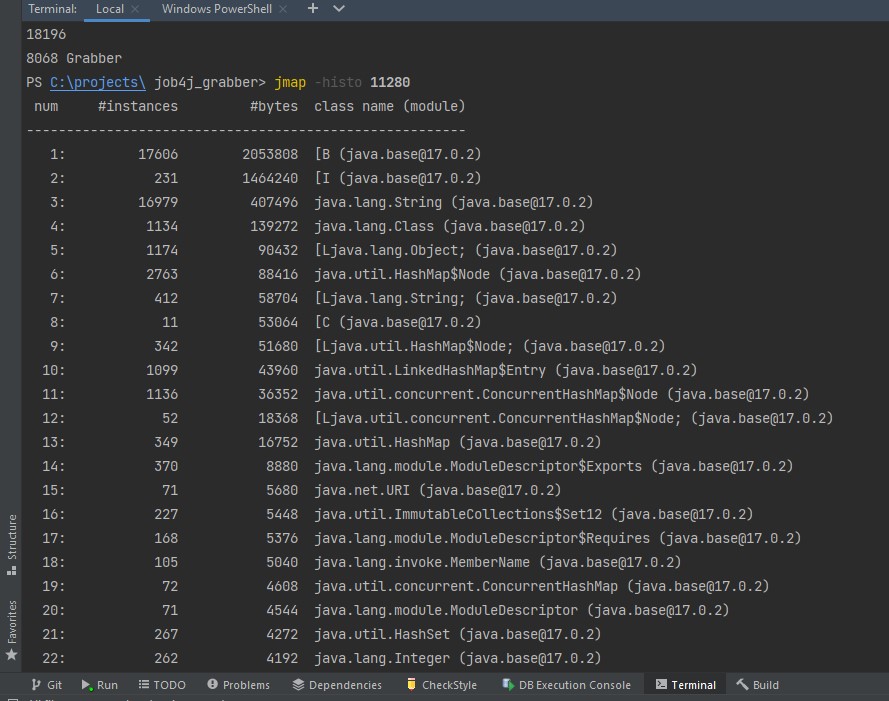 Terminal: Local × Windows PowerShell × +
18196
8068 Grabber
PS C:\projects\ job4j_grabber> jmap -histo 11280
num #instances #bytes class name (module)
-------------------------------------------------------
1: 17606 2053808 [B (java.base@17.0.2)
2: 231 1464240 [I (java.base@17.0.2)
3: 16979 407496 java.lang.String (java.base@17.0.2)
4: 1134 139272 java.lang.Class (java.base@17.0.2)
5: 1174 90432 [Ljava.lang.Object; (java.base@17.0.2)
6: 2763 88416 java.util.HashMap$Node (java.base@17.0.2)
7: 412 58704 [Ljava.lang.String; (java.base@17.0.2)
8: 11 53064 [C (java.base@17.0.2)
9: 342 51680 [Ljava.util.HashMap$Node; (java.base@17.0.2)
10: 1099 43960 java.util.LinkedHashMap$Entry (java.base@17.0.2)
11: 1136 36352 java.util.concurrent.ConcurrentHashMap$Node (java.base@17.0.2)
12: 52 18368 [Ljava.util.concurrent.ConcurrentHashMap$Node; (java.base@17.0.2)
13: 349 16752 java.util.HashMap (java.base@17.0.2)
14: 370 8880 java.lang.module.ModuleDescriptor$Exports (java.base@17.0.2)
15: 71 5680 java.net.URI (java.base@17.0.2)
16: 227 5448 java.util.ImmutableCollections$Set12 (java.base@17.0.2)
17: 168 5376 java.lang.module.ModuleDescriptor$Requires (java.base@17.0.2)
18: 105 5040 java.lang.invoke.MemberName (java.base@17.0.2)
19: 72 4608 java.util.concurrent.ConcurrentHashMap (java.base@17.0.2)
20: 71 4544 java.lang.module.ModuleDescriptor (java.base@17.0.2)
21: 267 4272 java.util.HashSet (java.base@17.0.2)
22: 262 4192 java.lang.Integer (java.base@17.0.2)
Structure
Favorites
Git Run TODO Problems Dependencies CheckStyle DB Execution Console Terminal Build